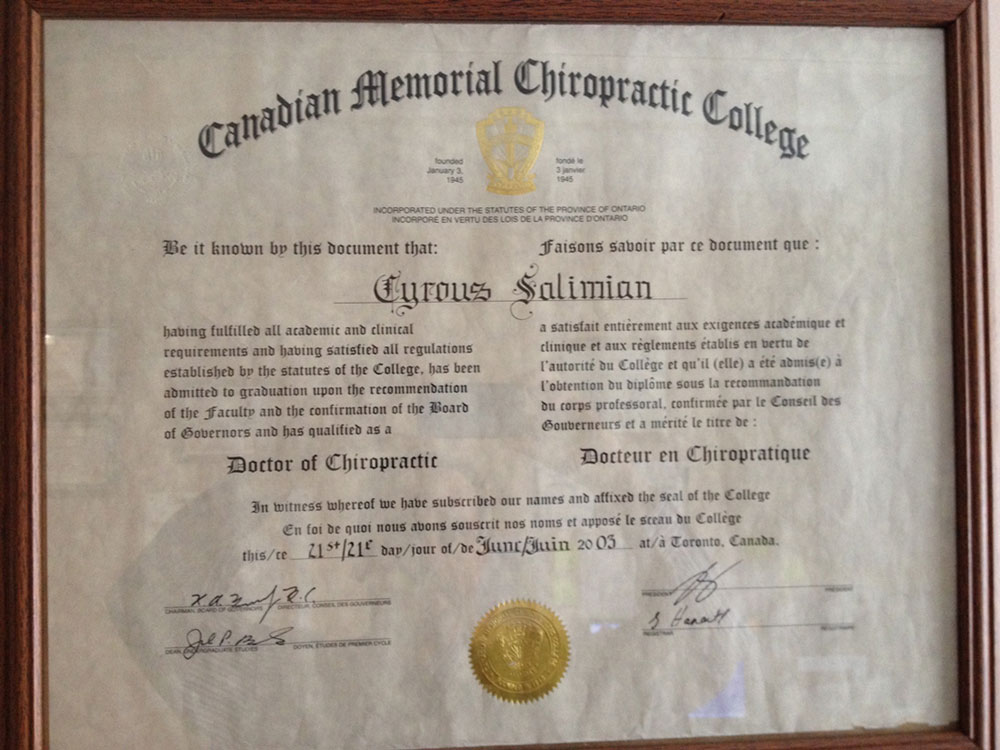 Canadian Memorial Chiropractic College
founded
January 3,
1945
fondé le
3 janvier
1945
INCORPORATED UNDER THE STATUTES OF THE PROVINCE OF ONTARIO
INCORPORÉ EN VERTU DES LOIS DE LA PROVINCE D'ONTARIO
Be it known by this document that:
Faisons savoir par ce document que :
Cyrous Salimian
having fulfilled all academic and clinical
requirements and having satisfied all regulations
established by the statutes of the College, has been
admitted to graduation upon the recommendation
of the Faculty and the confirmation of the Board
of Governors and has qualified as a
Doctor of Chiropractic
a satisfait entièrement aux exigences académique et
clinique et aux règlements établis en vertu de
l'autorité du Collège et qu'il (elle) a été admis(e) à
l'obtention du diplôme sous la recommandation
du corps professoral, confirmée par le Conseil des
Gouverneurs et a mérité le titre de :
Docteur en Chiropratique
In witness whereof we have subscribed our names and affixed the seal of the College
En foi de quoi nous avons souscrit nos noms et apposé le sceau du Collège
this/ce 21st/21e day/jour of/de June/Juin 2003 at/à Toronto, Canada.
CHAIRMAN, BOARD OF GOVERNORS DIRECTEUR, CONSEIL DES GOUVERNEURS
DEAN, UNDERGRADUATE STUDIES DOYEN, ÉTUDES DE PREMIER CYCLE
PRESIDENT PRÉSIDENT
REGISTRAR REGISTRAIRE